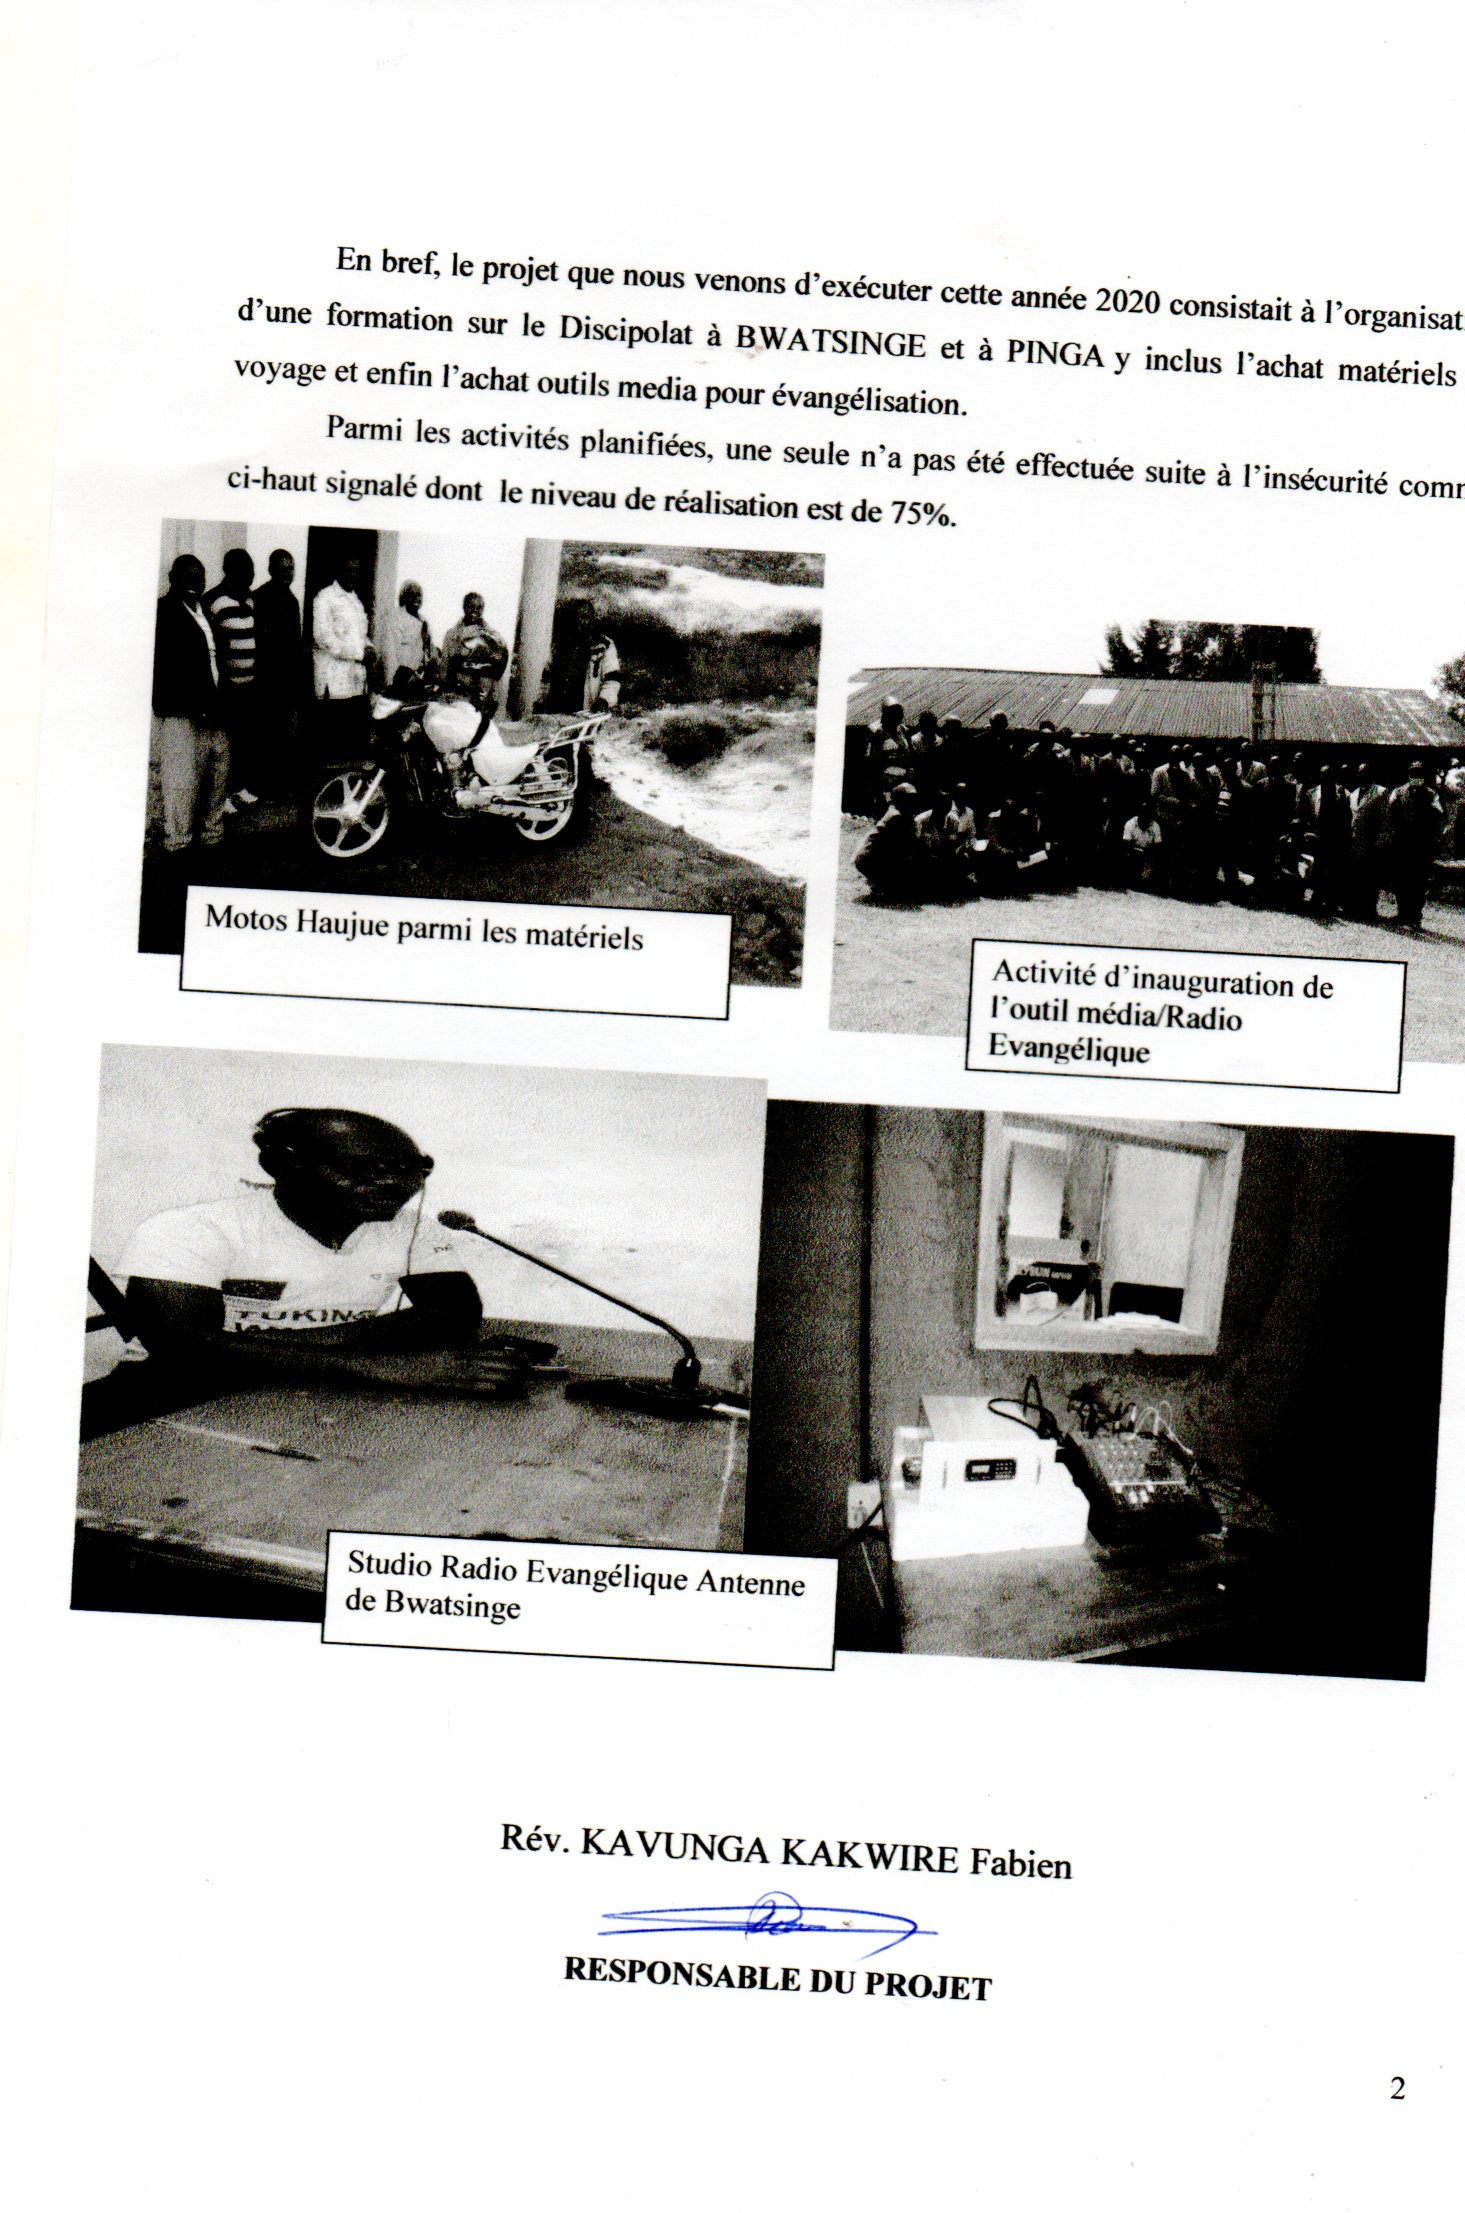 En bref, le projet que nous venons d'exécuter cette année 2020 consistait à l'organisat
d'une formation sur le Discipolat à BWATSINGE et à PINGA y inclus l'achat matériels
voyage et enfin l'achat outils media pour évangélisation.
Parmi les activités planifiées, une seule n'a pas été effectuée suite à l'insécurité comm
ci-haut signalé dont le niveau de réalisation est de 75%.
Motos Haujue parmi les matériels
Activité d'inauguration de
l'outil média/Radio
Evangélique
TUKING
Studio Radio Evangélique Antenne
de Bwatsinge
Rév. KAVUNGA KAKWIRE Fabien
RESPONSABLE DU PROJET
2